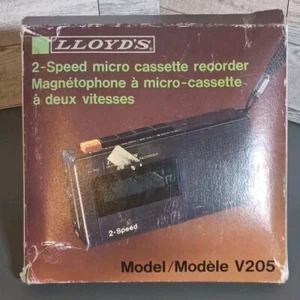 LLOYD'S
2-Speed micro cassette recorder
Magnétophone à micro-cassette
à deux vitesses
2-Speed
Model/Modèle V205